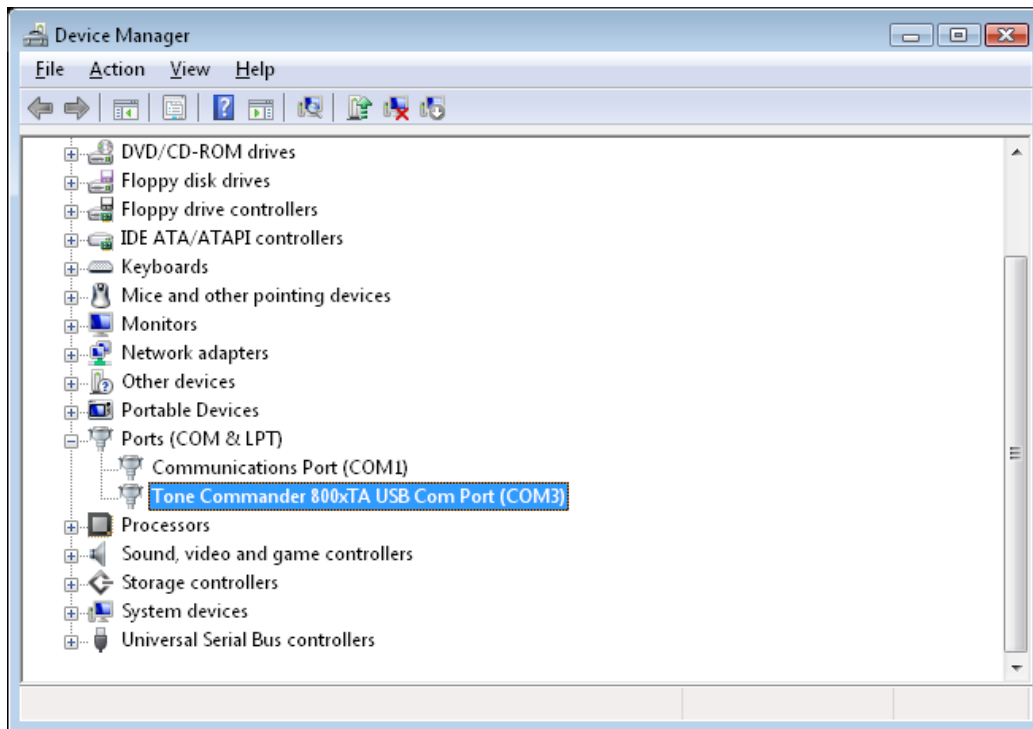 Device Manager
File Action View Help
DVD/CD-ROM drives
Floppy disk drives
Floppy drive controllers
IDE ATA/ATAPI controllers
Keyboards
Mice and other pointing devices
Monitors
Network adapters
Other devices
Portable Devices
Ports (COM & LPT)
Communications Port (COM1)
Tone Commander 800xTA USB Com Port (COM3)
Processors
Sound, video and game controllers
Storage controllers
System devices
Universal Serial Bus controllers